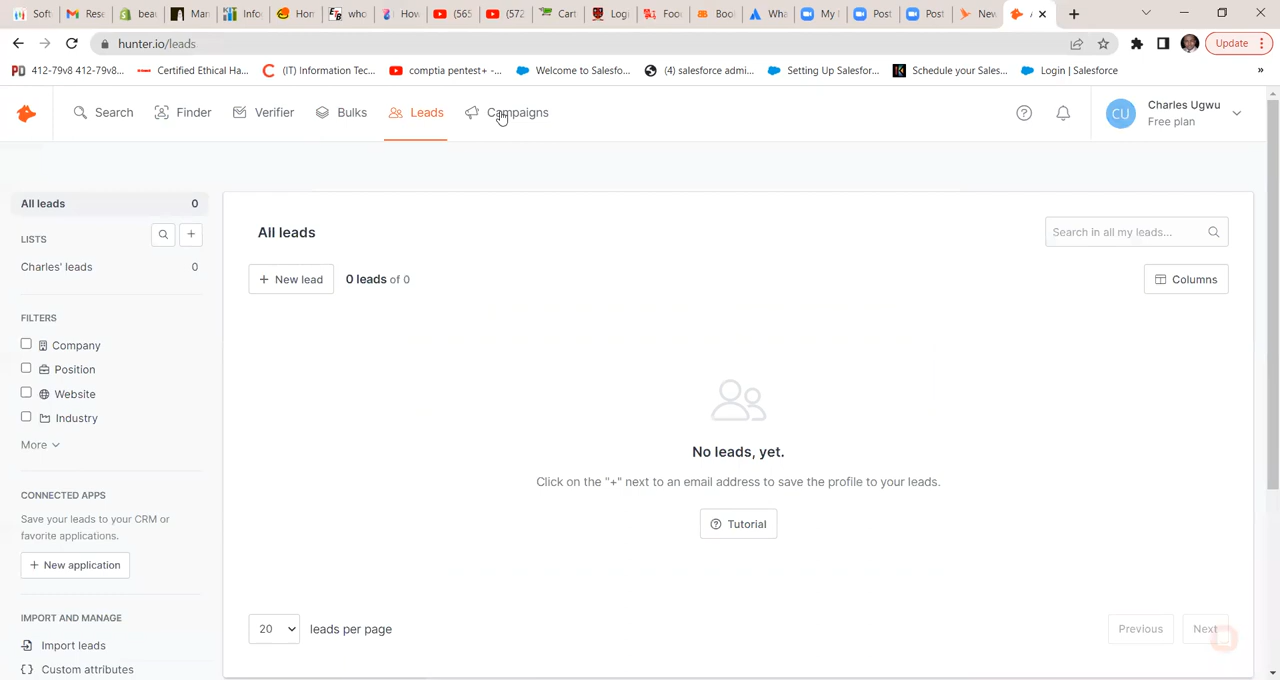 Soft
Rese
beau
Mar
Info
Hom
who
How
(565
(572
Cart
Logi
Food
Boo
Wha
My
Post
Post
New
hunter.io/leads
Update
412-79v8 412-79v8...
Certified Ethical Ha...
(IT) Information Tec...
comptia pentest+ -...
Welcome to Salesfo...
(4) salesforce admi...
Setting Up Salesfor...
Schedule your Sales...
Login | Salesforce
»
Search
Finder
Verifier
Bulks
Leads
Campaigns
CU
Charles Ugwu
Free plan
All leads 0
LISTS
Charles' leads 0
FILTERS
Company
Position
Website
Industry
More
CONNECTED APPS
Save your leads to your CRM or
favorite applications.
+ New application
IMPORT AND MANAGE
Import leads
{} Custom attributes
All leads
Search in all my leads...
+ New lead
0 leads of 0
Columns
No leads, yet.
Click on the "+" next to an email address to save the profile to your leads.
Tutorial
20 leads per page
Previous
Next